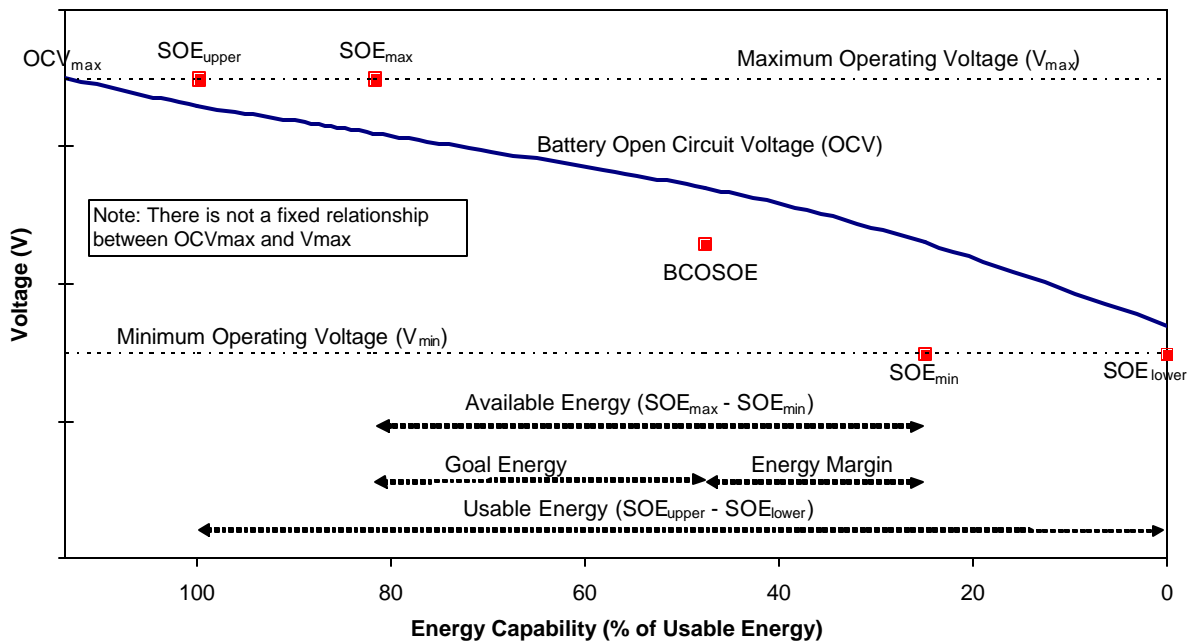 OCVmax
SOEupper
SOEmax
Maximum Operating Voltage (Vmax)
Battery Open Circuit Voltage (OCV)
Note: There is not a fixed relationship
between OCVmax and Vmax
BCOSOE
Minimum Operating Voltage (Vmin)
SOEmin
SOElower
Available Energy (SOEmax - SOEmin)
Goal Energy
Energy Margin
Usable Energy (SOEupper - SOElower)
Voltage (V)
100
80
60
40
20
0
Energy Capability (% of Usable Energy)